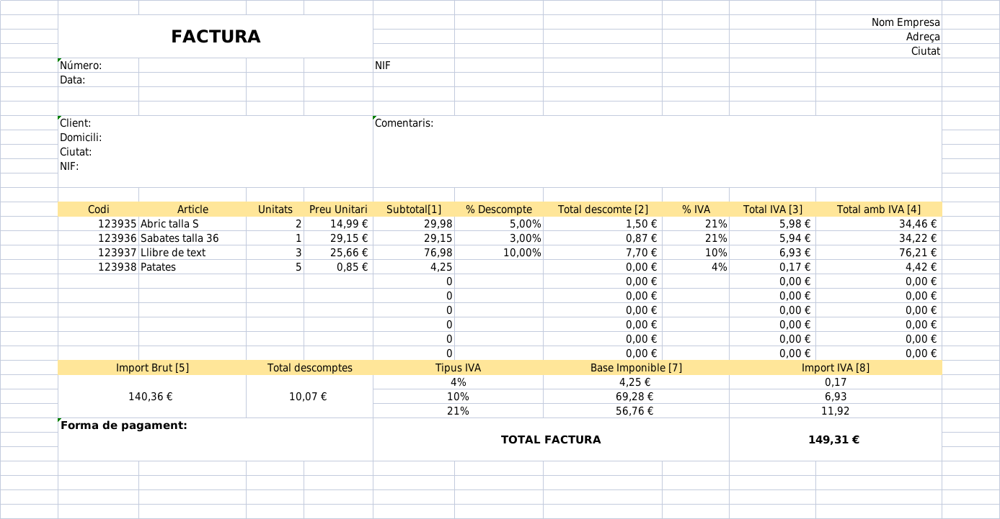 FACTURA
Nom Empresa
Adreça
Ciutat
Número: NIF
Data:
Client: Comentaris:
Domicili:
Ciutat:
NIF:
Codi Article Unitats Preu Unitari Subtotal[1] % Descompte Total descomte [2] % IVA Total IVA [3] Total amb IVA [4]
123935 Abric talla S 2 14,99 € 29,98 5,00% 1,50 € 21% 5,98 € 34,46 €
123936 Sabates talla 36 1 29,15 € 29,15 3,00% 0,87 € 21% 5,94 € 34,22 €
123937 Llibre de text 3 25,66 € 76,98 10,00% 7,70 € 10% 6,93 € 76,21 €
123938 Patates 5 0,85 € 4,25 0,00 € 4% 0,17 € 4,42 €
0 0,00 € 0,00 € 0,00 €
0 0,00 € 0,00 € 0,00 €
0 0,00 € 0,00 € 0,00 €
0 0,00 € 0,00 € 0,00 €
0 0,00 € 0,00 € 0,00 €
0 0,00 € 0,00 € 0,00 €
Import Brut [5] Total descomptes Tipus IVA Base Imponible [7] Import IVA [8]
4% 4,25 € 0,17
140,36 € 10,07 € 10% 69,28 € 6,93
21% 56,76 € 11,92
Forma de pagament:
TOTAL FACTURA 149,31 €